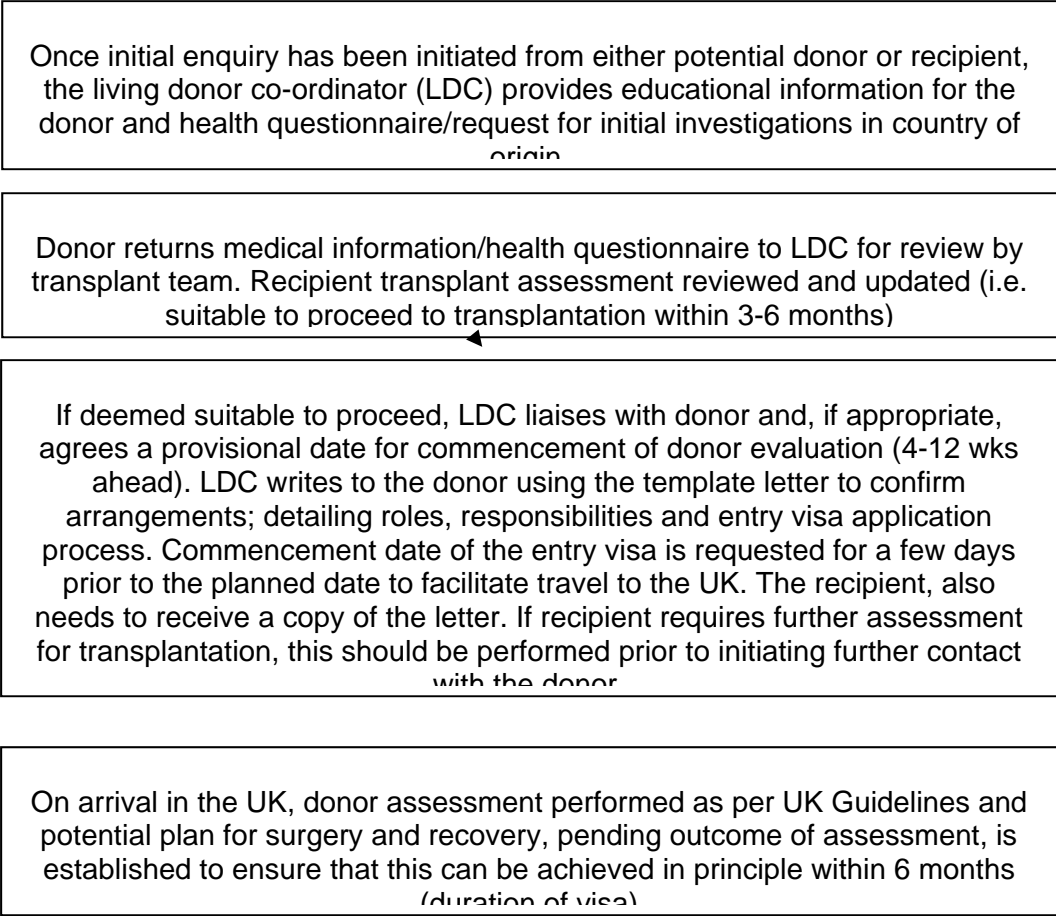 Once initial enquiry has been initiated from either potential donor or recipient,
the living donor co-ordinator (LDC) provides educational information for the
donor and health questionnaire/request for initial investigations in country of
origin
Donor returns medical information/health questionnaire to LDC for review by
transplant team. Recipient transplant assessment reviewed and updated (i.e.
suitable to proceed to transplantation within 3-6 months)
If deemed suitable to proceed, LDC liaises with donor and, if appropriate,
agrees a provisional date for commencement of donor evaluation (4-12 wks
ahead). LDC writes to the donor using the template letter to confirm
arrangements; detailing roles, responsibilities and entry visa application
process. Commencement date of the entry visa is requested for a few days
prior to the planned date to facilitate travel to the UK. The recipient, also
needs to receive a copy of the letter. If recipient requires further assessment
for transplantation, this should be performed prior to initiating further contact
with the donor
On arrival in the UK, donor assessment performed as per UK Guidelines and
potential plan for surgery and recovery, pending outcome of assessment, is
established to ensure that this can be achieved in principle within 6 months
(duration of visa)